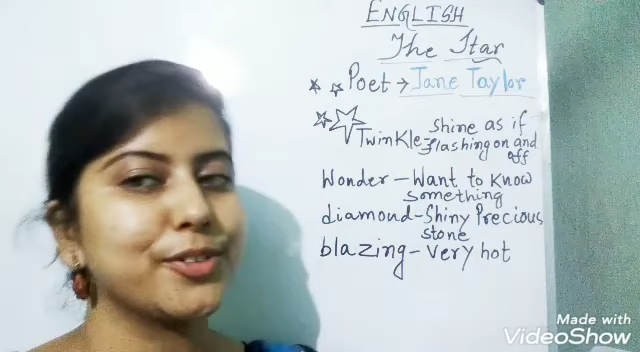 ENGLISH
The Star
Poet → Jane Taylor
Twinkle - Shine as if
flashing on and
off
Wonder - Want to Know
something
diamond - Shiny Precious
stone
blazing - very hot
Made with
VideoShow